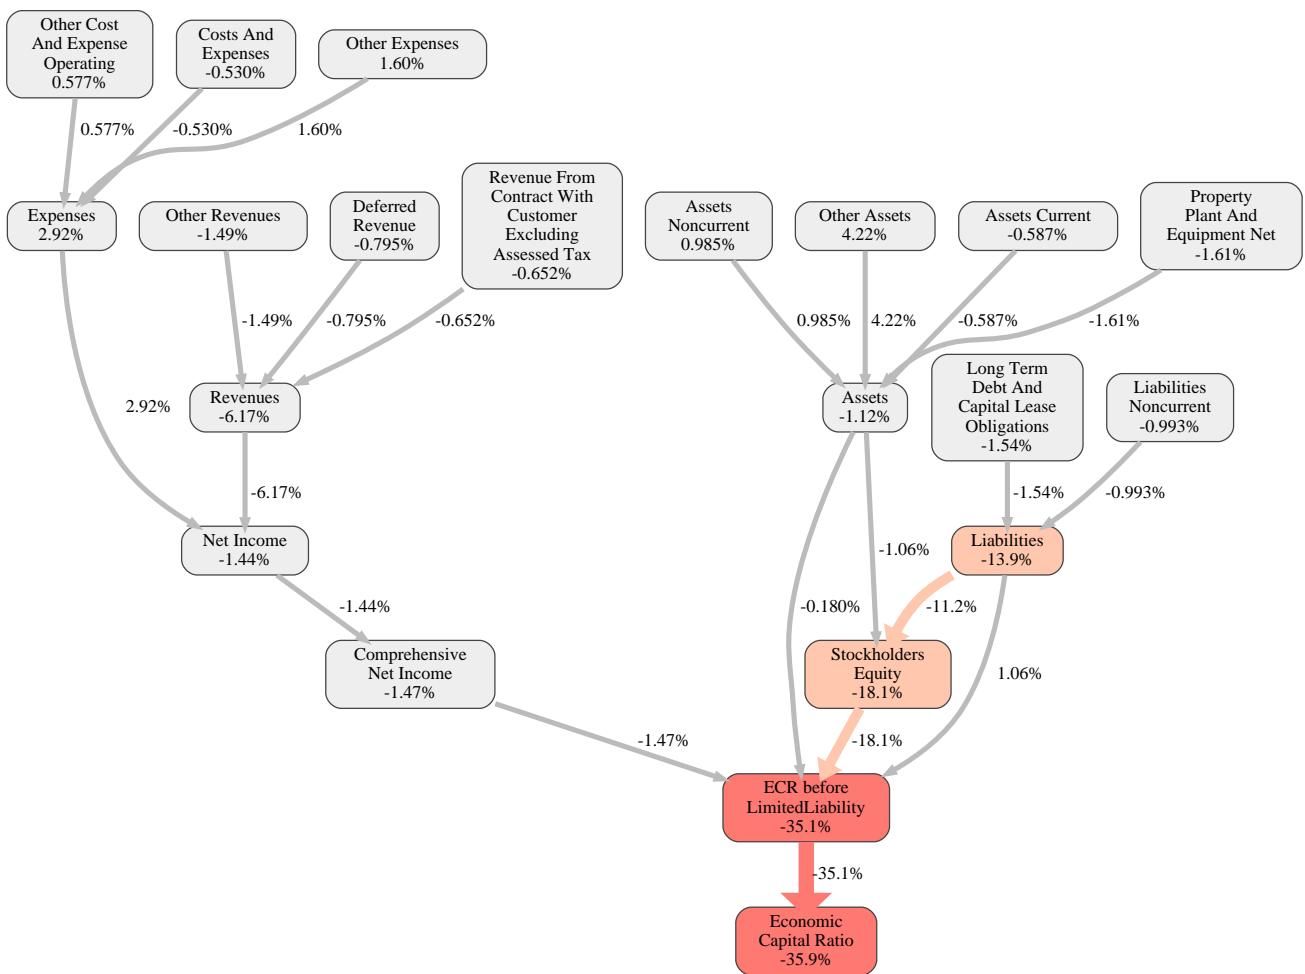 Other Cost
And Expense
Operating
0.577%
Costs And
Expenses
-0.530%
Other Expenses
1.60%
0.577%
-0.530%
1.60%
Expenses
2.92%
Other Revenues
-1.49%
Deferred
Revenue
-0.795%
Revenue From
Contract With
Customer
Excluding
Assessed Tax
-0.652%
Assets
Noncurrent
0.985%
Other Assets
4.22%
Assets Current
-0.587%
Property
Plant And
Equipment Net
-1.61%
-1.49%
-0.795%
-0.652%
0.985%
4.22%
-0.587%
-1.61%
2.92%
Revenues
-6.17%
Assets
-1.12%
Long Term
Debt And
Capital Lease
Obligations
-1.54%
Liabilities
Noncurrent
-0.993%
-6.17%
-1.54%
-0.993%
Net Income
-1.44%
-1.06%
Liabilities
-13.9%
-1.44%
-0.180%
-11.2%
Comprehensive
Net Income
-1.47%
Stockholders
Equity
-18.1%
1.06%
-1.47%
-18.1%
ECR before
LimitedLiability
-35.1%
-35.1%
Economic
Capital Ratio
-35.9%